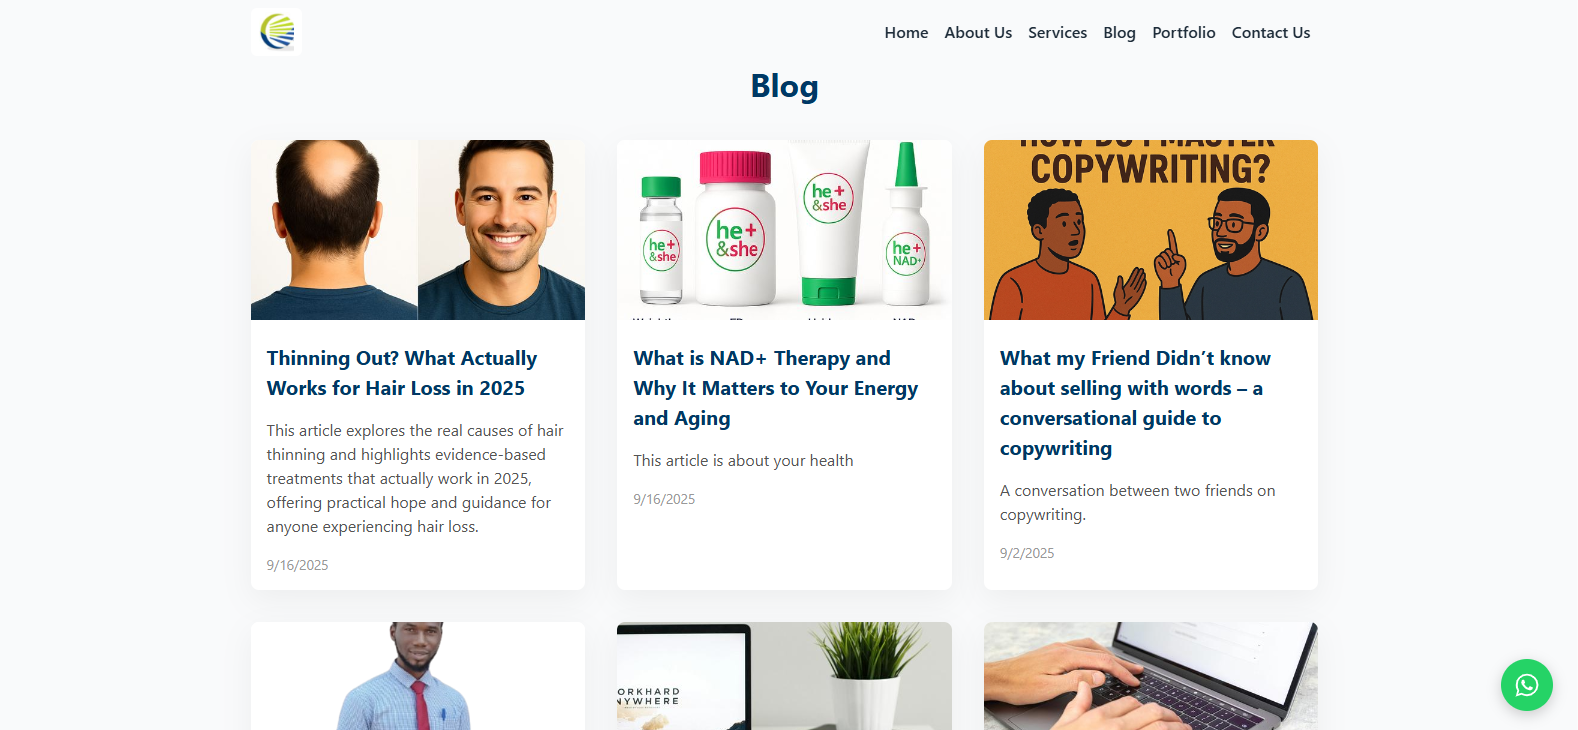 Home About Us Services Blog Portfolio Contact Us
Blog
he+
&she
he+
&she
he+
&she
he+
NAD+
COPYWRITING?
Thinning Out? What Actually
Works for Hair Loss in 2025
This article explores the real causes of hair
thinning and highlights evidence-based
treatments that actually work in 2025,
offering practical hope and guidance for
anyone experiencing hair loss.
9/16/2025
What is NAD+ Therapy and
Why It Matters to Your Energy
and Aging
This article is about your health
9/16/2025
What my Friend Didn’t know
about selling with words – a
conversational guide to
copywriting
A conversation between two friends on
copywriting.
9/2/2025
ORKHARD
NYWHERE